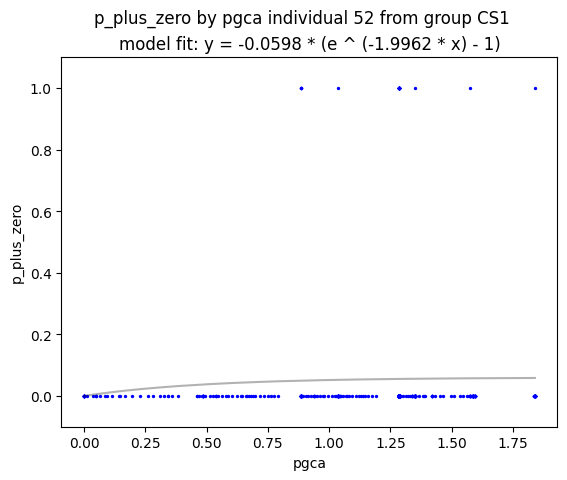 p_plus_zero by pgca individual 52 from group CS1
model fit: y = -0.0598 * (e ^ (-1.9962 * x) - 1)
1.0
0.8
0.6
0.4
0.2
0.0
p_plus_zero
0.00 0.25 0.50 0.75 1.00 1.25 1.50 1.75
pgca